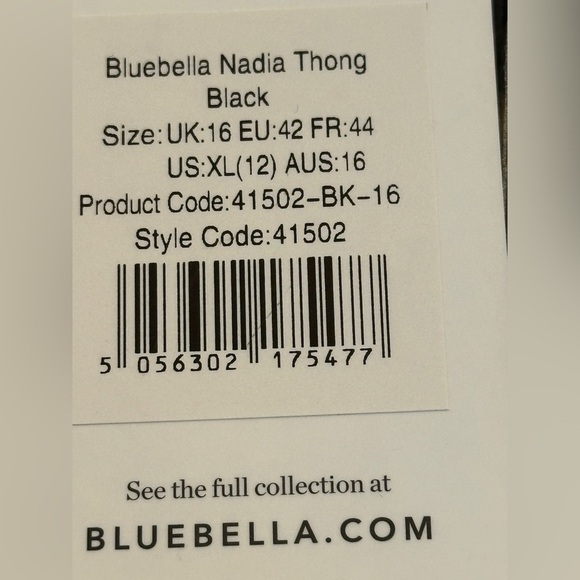 Bluebella Nadia Thong
Black
Size:UK:16 EU:42 FR:44
US:XL(12) AUS:16
Product Code:41502-BK-16
Style Code:41502
5 056302 175477
See the full collection at
BLUEBELLA.COM